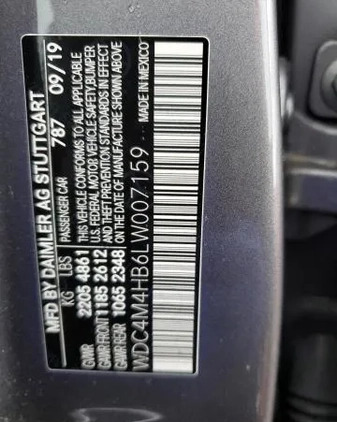 MFD BY DAIMLER AG STUTTGART
PASSENGER CAR 787 09/19
KG LBS
GVWR 2205 4861
GAWR FRONT 1185 2612
GAWR REAR 1065 2348
THIS VEHICLE CONFORMS TO ALL APPLICABLE
U.S. FEDERAL MOTOR VEHICLE SAFETY, BUMPER
AND THEFT PREVENTION STANDARDS IN EFFECT
ON THE DATE OF MANUFACTURE SHOWN ABOVE
WDC4M4HB6LW007159
MADE IN MEXICO